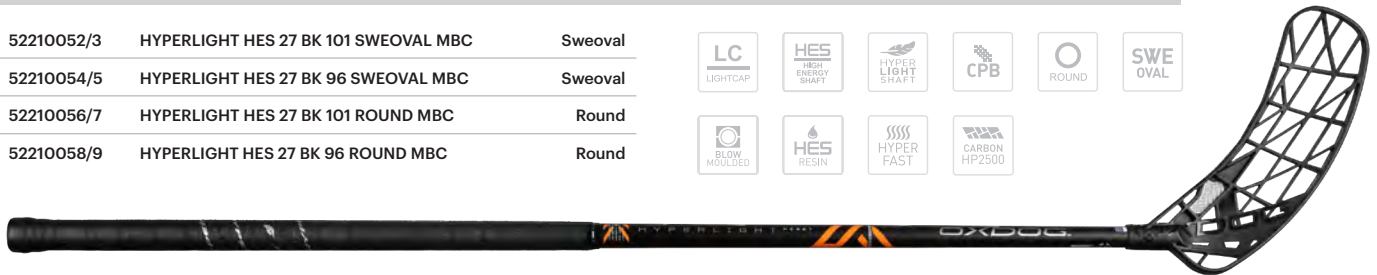 52210052/3 HYPERLIGHT HES 27 BK 101 SWEOVAL MBC Sweoval
52210054/5 HYPERLIGHT HES 27 BK 96 SWEOVAL MBC Sweoval
52210056/7 HYPERLIGHT HES 27 BK 101 ROUND MBC Round
52210058/9 HYPERLIGHT HES 27 BK 96 ROUND MBC Round
LC
LIGHTCAP
HES
HIGH
ENERGY
SHAFT
HYPER
LIGHT
SHAFT
CPB
ROUND
SWE
OVAL
BLOW
MOULDED
HES
RESIN
HYPER
FAST
CARBON
HP2500
HYPERLIGHT
OXDOG